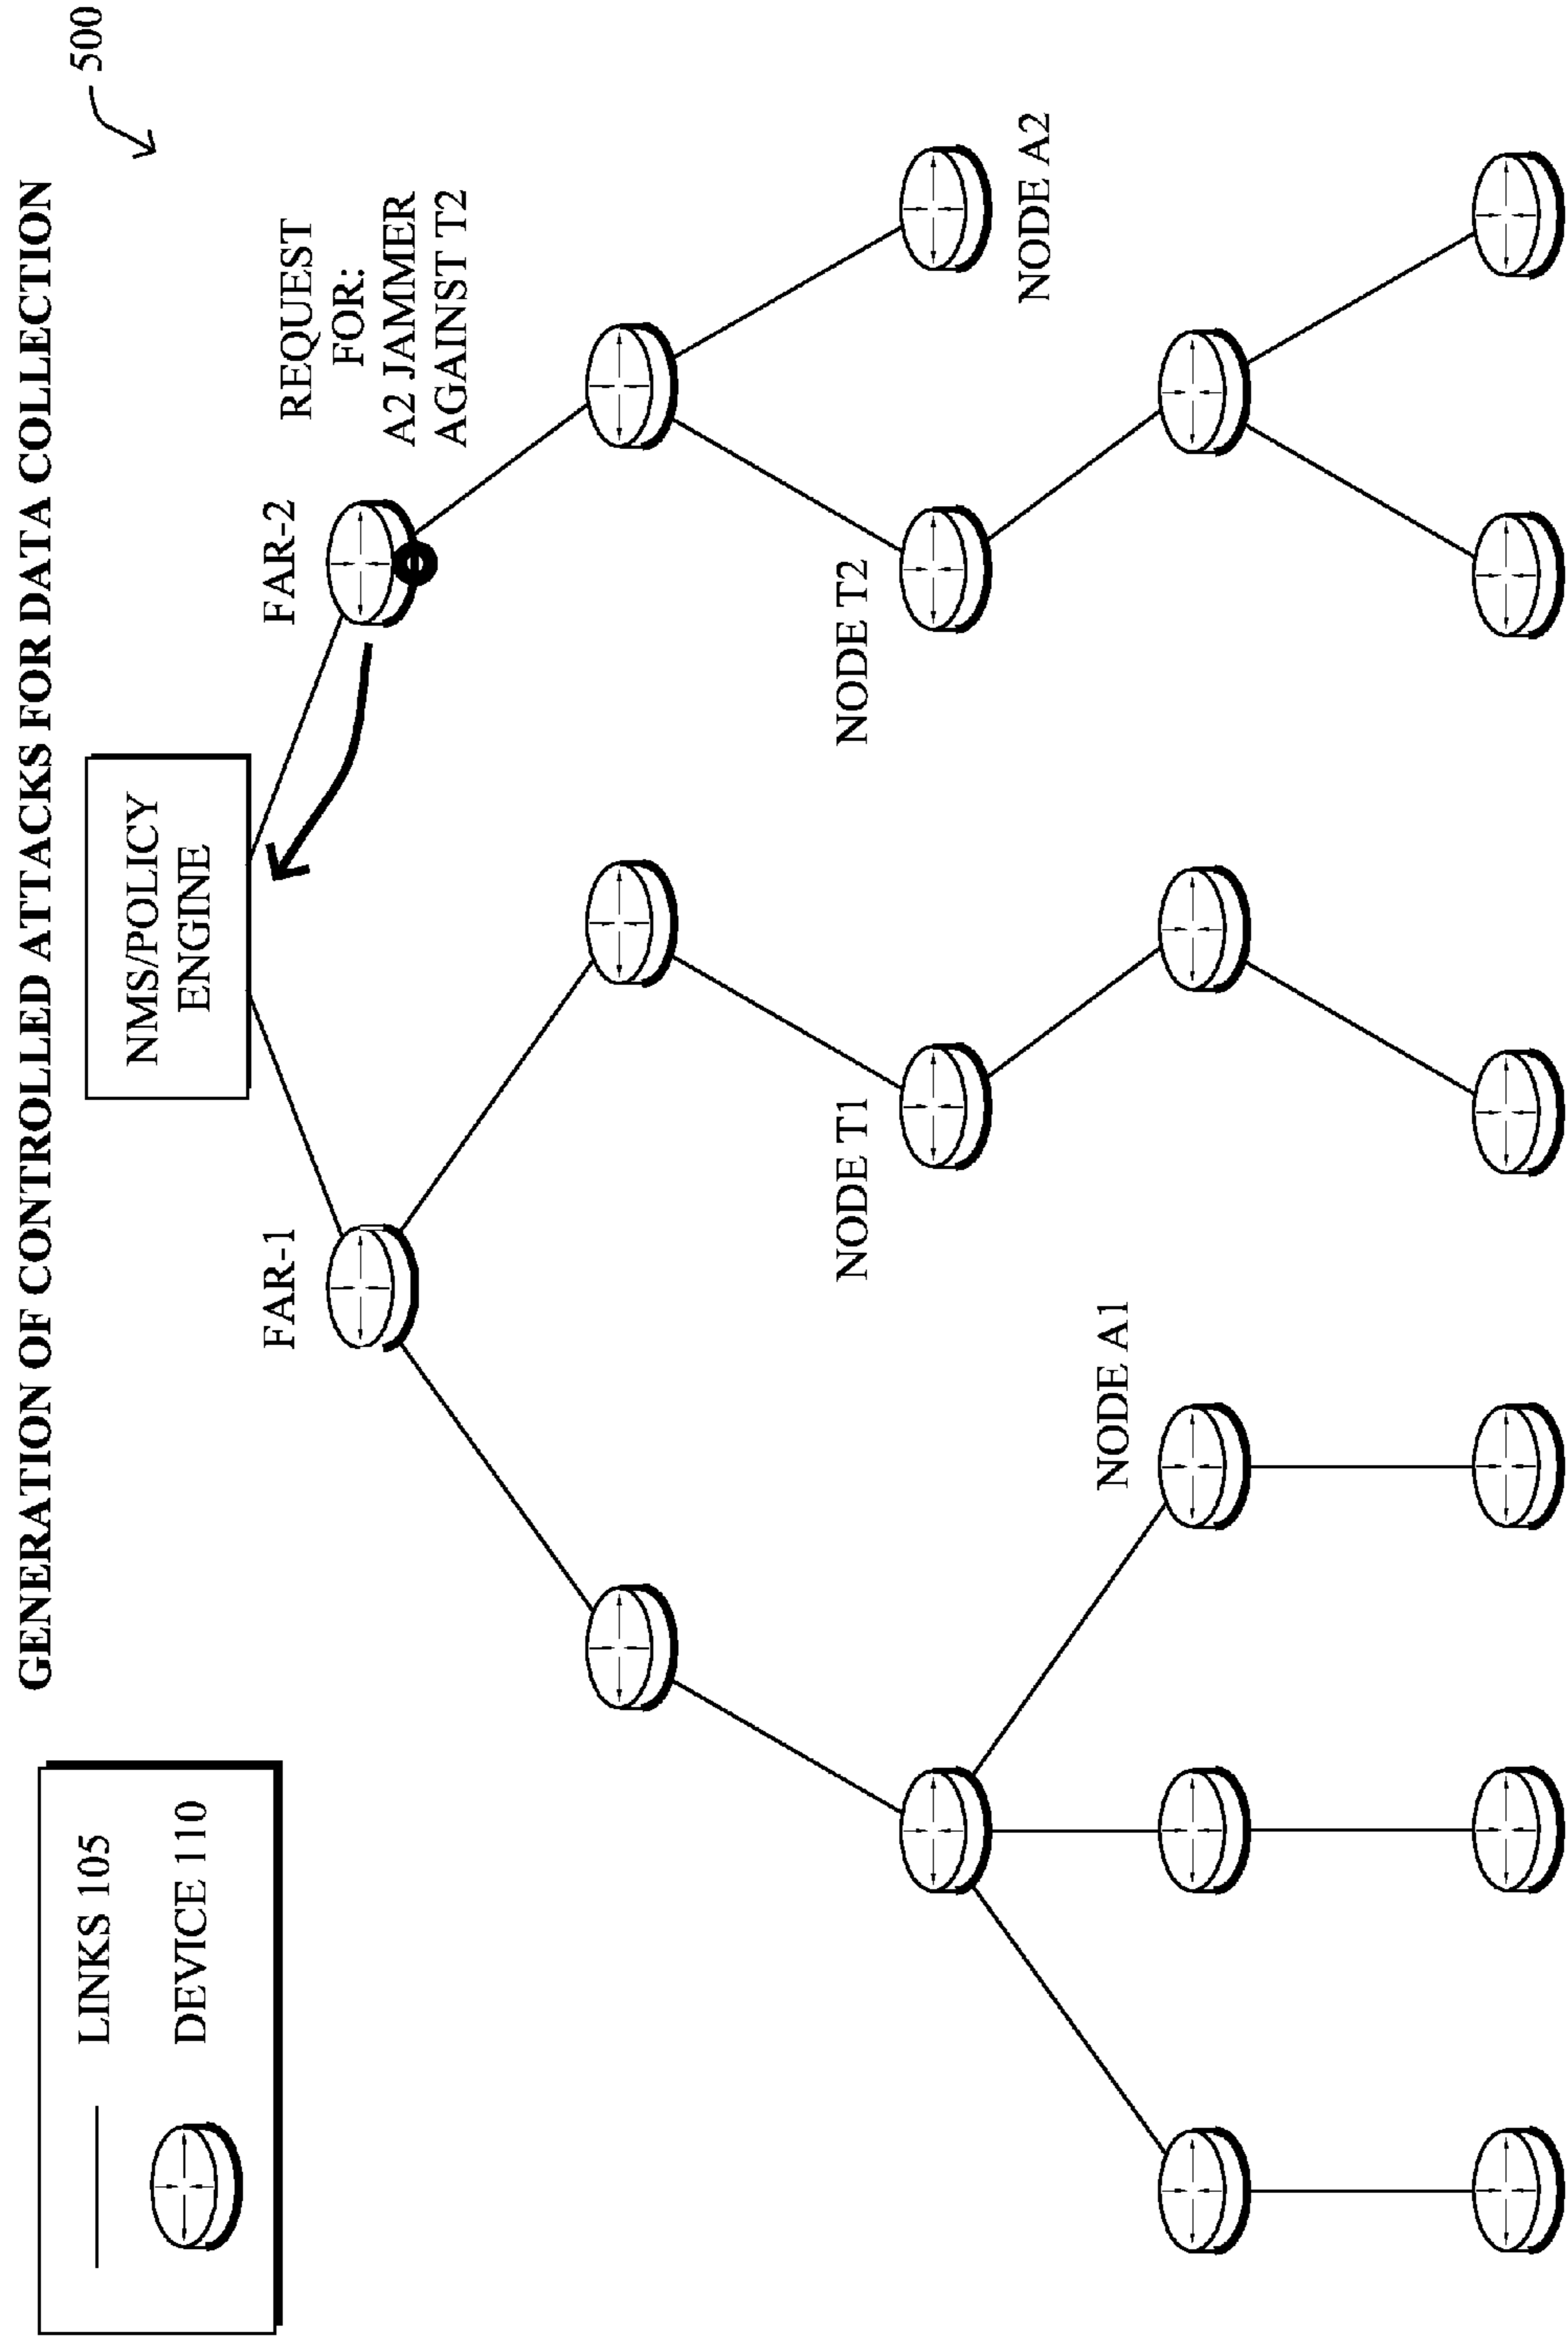 GENERATION OF CONTROLLED ATTACKS FOR DATA COLLECTION
500
LINKS 105
DEVICE 110
NMS/POLICY
ENGINE
FAR-1
FAR-2
REQUEST
FOR:
A2 JAMMER
AGAINST T2
NODE T1
NODE T2
NODE A2
NODE A1